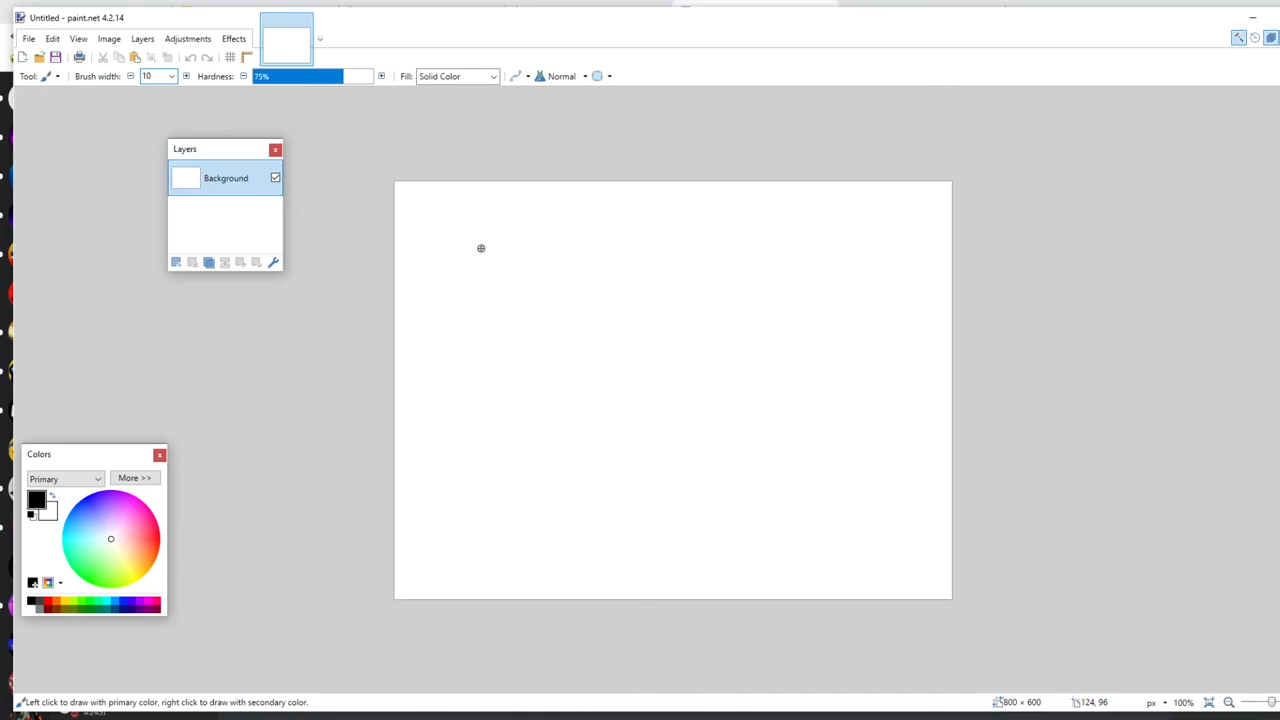 Untitled - paint.net 4.2.14
File Edit View Image Layers Adjustments Effects
Tool: Brush width: 10 Hardness: 75% Fill: Solid Color Normal
Layers
Background
Colors
Primary More >>
Left click to draw with primary color, right click to draw with secondary color. 800 × 600 124, 96 px 100%